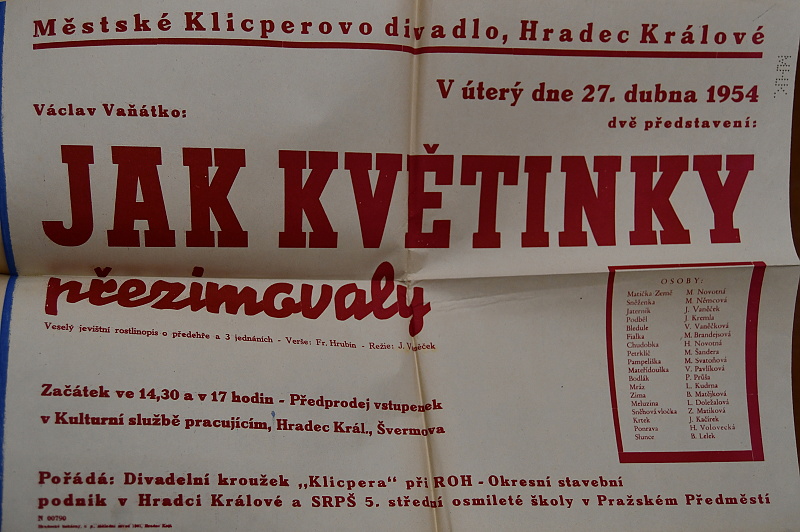 Městské Klicperovo divadlo, Hradec Králové
V úterý dne 27. dubna 1954
Václav Vaňátko:
dvě představení:
JAK KVĚTINKY
přezimovaly
Veselý jevištní rostlinopis o předehře a 3 jednáních - Verše: Fr. Hrubín - Režie: J. Vaněček
OSOBY:
Matička Země M. Novotná
Sněženka M. Němcová
Jaterník J. Vaněček
Podběl J. Kremla
Bledule V. Vaněčková
Fialka M. Brandejsová
Chudobka H. Novotná
Petrklíč M. Šandera
Pampeliška M. Svatoňová
Mateřídouška V. Pavlíková
Bodlák P. Průša
Mráz L. Kudrna
Zima B. Matějková
Meluzina L. Doležalová
Sněhová vločka Z. Matiková
Krtek J. Kačírek
Ponrava H. Volovecká
Slunce B. Lelek
Začátek ve 14,30 a v 17 hodin - Předprodej vstupenek
v Kulturní službě pracujícím, Hradec Král., Švermova
Pořádá: Divadelní kroužek „Klicpera" při ROH - Okresní stavební
podnik v Hradci Králové a SRPŠ 5. střední osmileté školy v Pražském Předměstí
N 00790